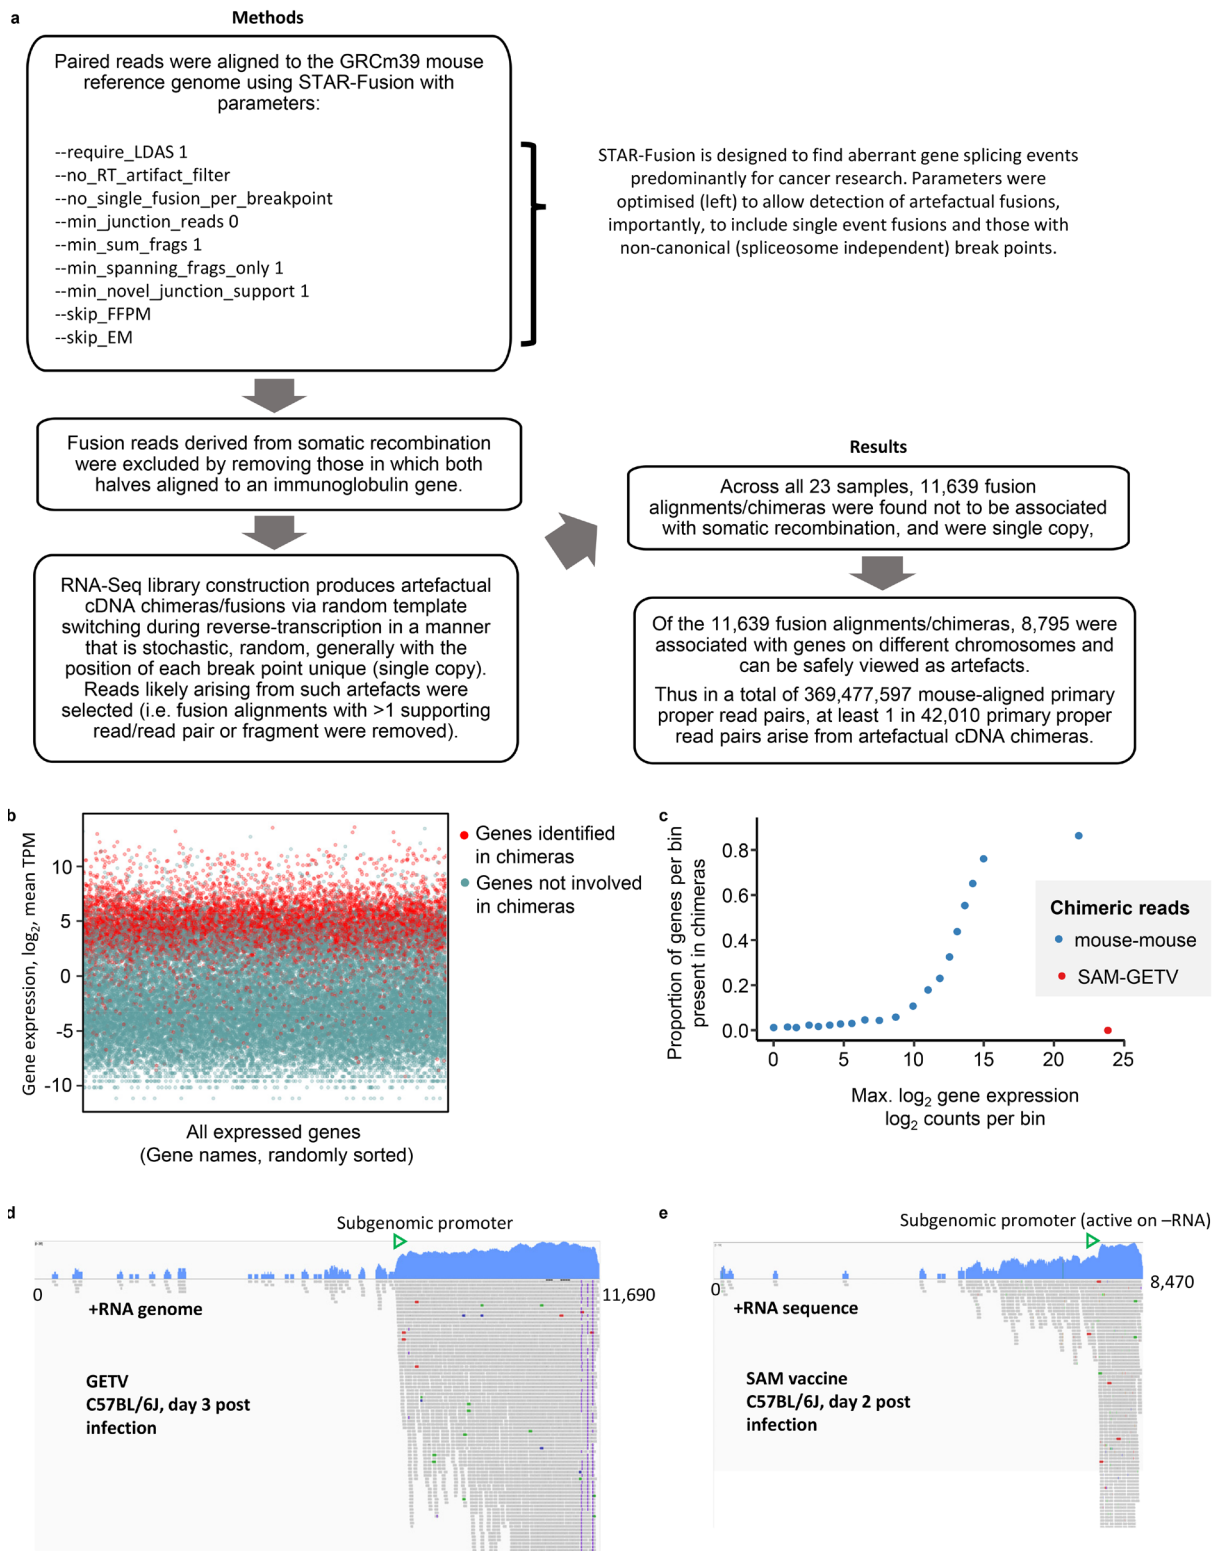 a
Methods
Paired reads were aligned to the GRCm39 mouse
reference genome using STAR-Fusion with
parameters:
--require_LDAS 1
--no_RT_artifact_filter
--no_single_fusion_per_breakpoint
--min_junction_reads 0
--min_sum_frags 1
--min_spanning_frags_only 1
--min_novel_junction_support 1
--skip_FFPM
--skip_EM
STAR-Fusion is designed to find aberrant gene splicing events
predominantly for cancer research. Parameters were
optimised (left) to allow detection of artefactual fusions,
importantly, to include single event fusions and those with
non-canonical (spliceosome independent) break points.
Fusion reads derived from somatic recombination
were excluded by removing those in which both
halves aligned to an immunoglobulin gene.
RNA-Seq library construction produces artefactual
cDNA chimeras/fusions via random template
switching during reverse-transcription in a manner
that is stochastic, random, generally with the
position of each break point unique (single copy).
Reads likely arising from such artefacts were
selected (i.e. fusion alignments with >1 supporting
read/read pair or fragment were removed).
Results
Across all 23 samples, 11,639 fusion
alignments/chimeras were found not to be associated
with somatic recombination, and were single copy,
Of the 11,639 fusion alignments/chimeras, 8,795 were
associated with genes on different chromosomes and
can be safely viewed as artefacts.
Thus in a total of 369,477,597 mouse-aligned primary
proper read pairs, at least 1 in 42,010 primary proper
read pairs arise from artefactual cDNA chimeras.
b
Gene expression, log2, mean TPM
10
5
0
-5
-10
All expressed genes
(Gene names, randomly sorted)
Genes identified
in chimeras
Genes not involved
in chimeras
c
Proportion of genes per bin
present in chimeras
0.8
0.6
0.4
0.2
0.0
0
5
10
15
20
25
Max. log2 gene expression
log2 counts per bin
Chimeric reads
mouse-mouse
SAM-GETV
d
Subgenomic promoter
0
11,690
+RNA genome
GETV
C57BL/6J, day 3 post
infection
e
Subgenomic promoter (active on –RNA)
0
8,470
+RNA sequence
SAM vaccine
C57BL/6J, day 2 post
infection